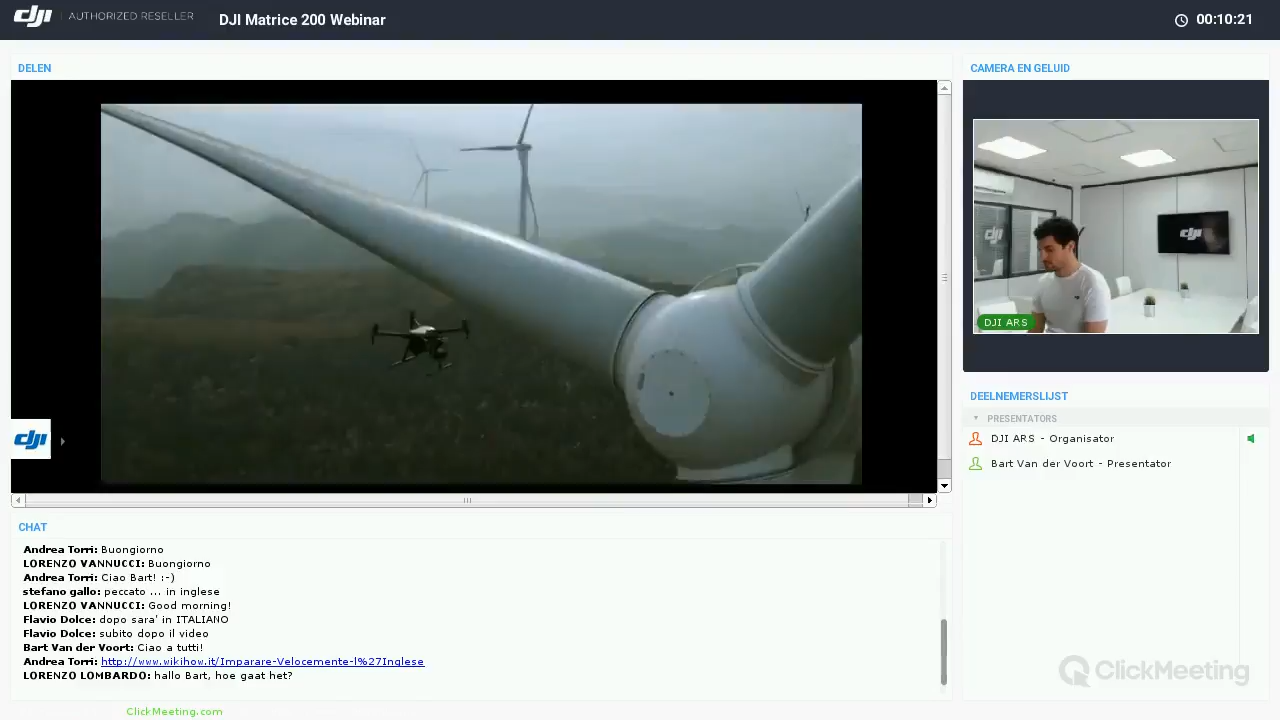 dji AUTHORIZED RESELLER DJI Matrice 200 Webinar 00:10:21
DELEN
CAMERA EN GELUID
dji
dji
DJI ARS
dji
DEELNEMERSLIJST
PRESENTATORS
DJI ARS - Organisator
Bart Van der Voort - Presentator
CHAT
Andrea Torri: Buongiorno
LORENZO VANNUCCI: Buongiorno
Andrea Torri: Ciao Bart! :-)
stefano gallo: peccato ... in inglese
LORENZO VANNUCCI: Good morning!
Flavio Dolce: dopo sara' in ITALIANO
Flavio Dolce: subito dopo il video
Bart Van der Voort: Ciao a tutti!
Andrea Torri: http://www.wikihow.it/Imparare-Velocemente-l%27Inglese
LORENZO LOMBARDO: hallo Bart, hoe gaat het?
ClickMeeting
ClickMeeting.com